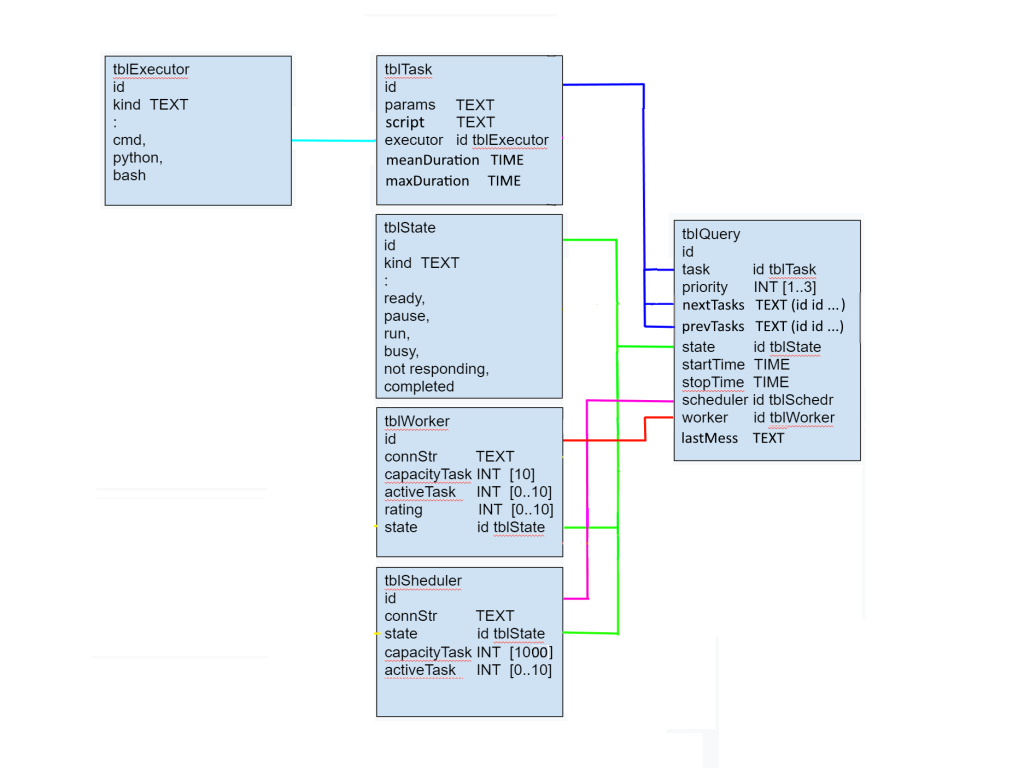 tblExecutor
id
kind TEXT
:
cmd,
python,
bash
tblTask
id
params TEXT
script TEXT
executor id tblExecutor
meanDuration TIME
maxDuration TIME
tblState
id
kind TEXT
:
ready,
pause,
run,
busy,
not responding,
completed
tblWorker
id
connStr TEXT
capacityTask INT [10]
activeTask INT [0..10]
rating INT [0..10]
state id tblState
tblSheduler
id
connStr TEXT
state id tblState
capacityTask INT [1000]
activeTask INT [0..10]
tblQuery
id
task id tblTask
priority INT [1..3]
nextTasks TEXT (id id ...)
prevTasks TEXT (id id ...)
state id tblState
startTime TIME
stopTime TIME
scheduler id tblSchedr
worker id tblWorker
lastMess TEXT